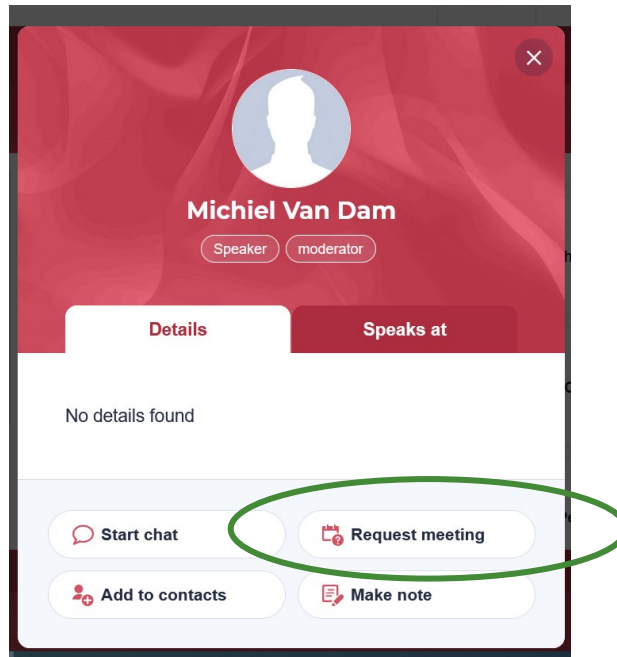 Michiel Van Dam
Speaker moderator
Details Speaks at
No details found
Start chat Request meeting
Add to contacts Make note